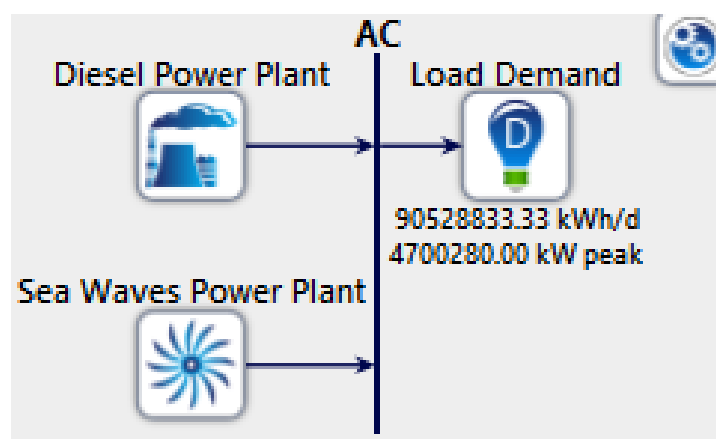 AC
Diesel Power Plant
Load Demand
D
90528833.33 kWh/d
4700280.00 kW peak
Sea Waves Power Plant